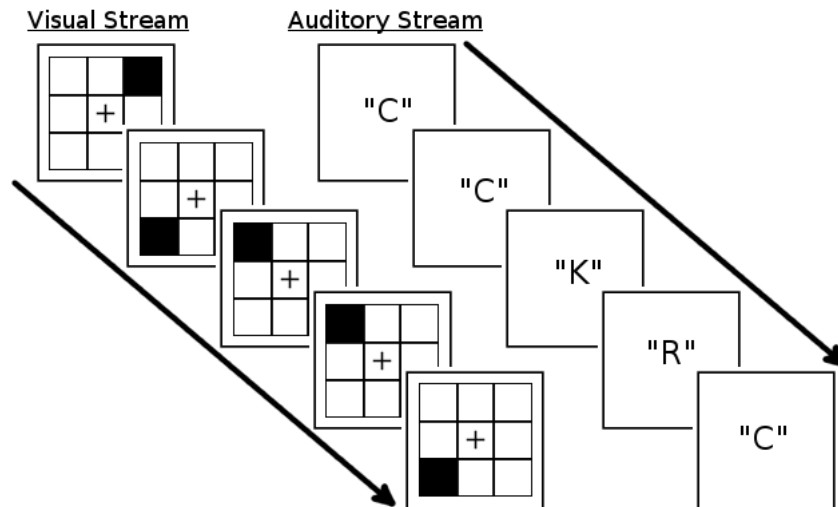 Visual Stream
Auditory Stream
+
+
+
+
+
"C"
"C"
"K"
"R"
"C"